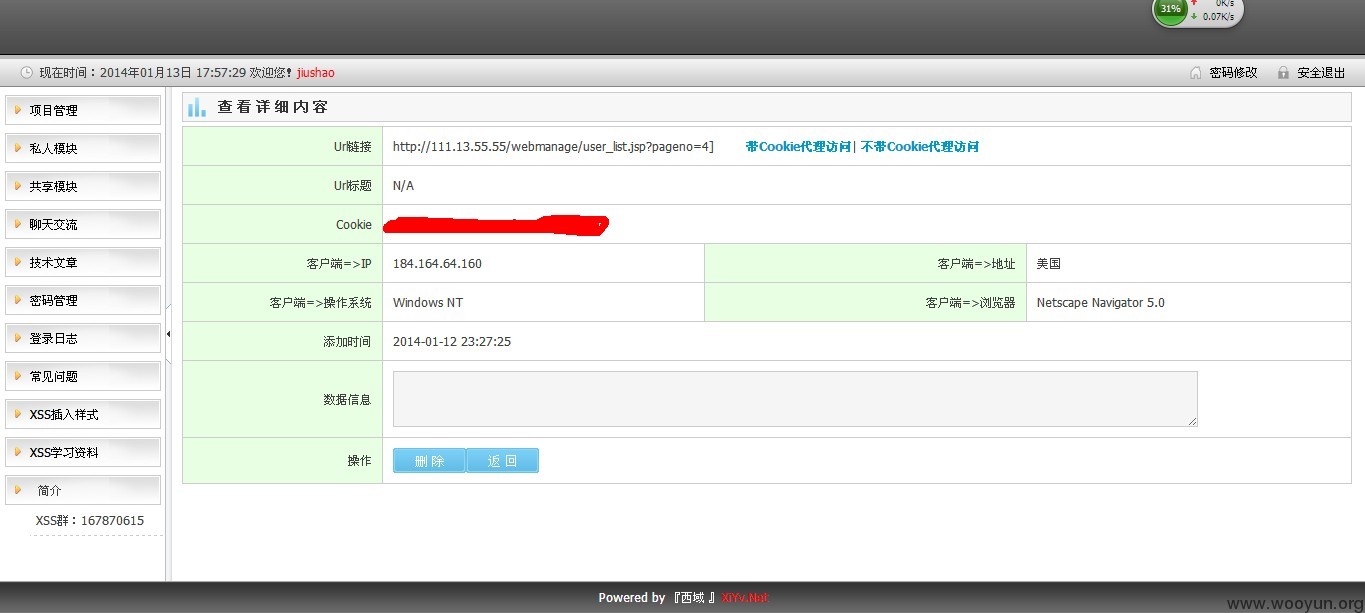 31%
0K/s
0.07K/s
现在时间：2014年01月13日 17:57:29 欢迎您! jiushao
密码修改
安全退出
项目管理
私人模块
共享模块
聊天交流
技术文章
密码管理
登录日志
常见问题
XSS插入样式
XSS学习资料
简介
XSS群：167870615
查看详细内容
Url链接 http://111.13.55.55/webmanage/user_list.jsp?pageno=4] 带Cookie代理访问| 不带Cookie代理访问
Url标题 N/A
Cookie
客户端=>IP 184.164.64.160 客户端=>地址 美国
客户端=>操作系统 Windows NT 客户端=>浏览器 Netscape Navigator 5.0
添加时间 2014-01-12 23:27:25
数据信息
操作 删除 返回
Powered by 『西域』XiYv.Net
www.wooyun.org